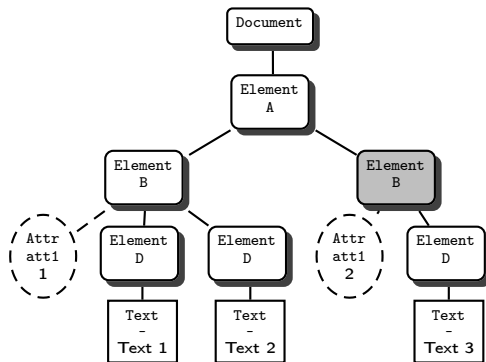 Document
Element
A
Element
B
Element
B
Attr
att1
1
Element
D
Element
D
Attr
att1
2
Element
D
Text
-
Text 1
Text
-
Text 2
Text
-
Text 3